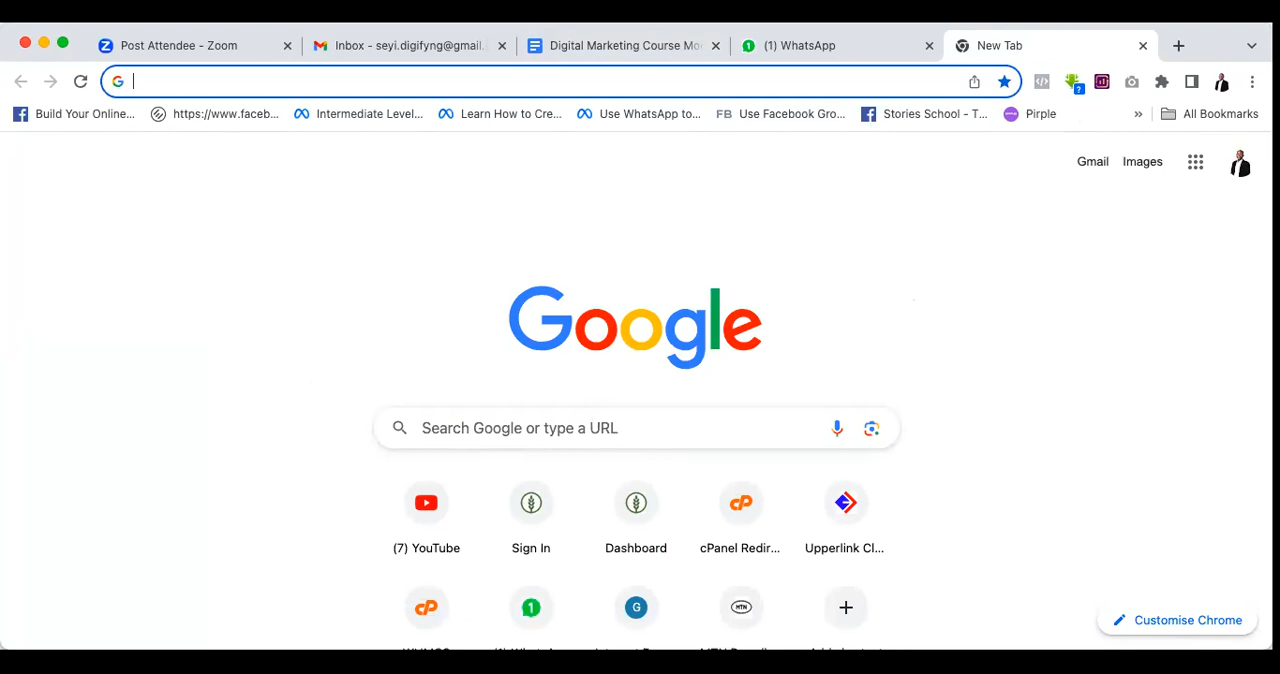 Post Attendee - Zoom
Inbox - seyi.digifyng@gmail.
Digital Marketing Course Mo
(1) WhatsApp
New Tab
Build Your Online...
https://www.faceb...
Intermediate Level...
Learn How to Cre...
Use WhatsApp to...
FB Use Facebook Gro...
Stories School - T...
Pirple
»
All Bookmarks
Gmail
Images
Google
Search Google or type a URL
(7) YouTube
Sign In
Dashboard
cPanel Redir...
Upperlink Cl...
Customise Chrome